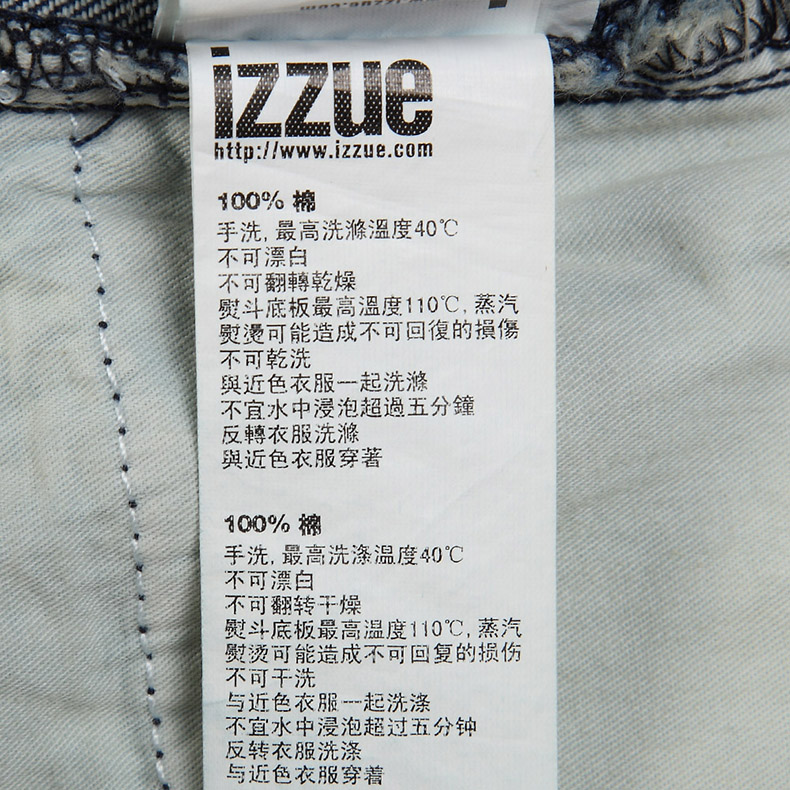 izzue
http://www.izzue.com
100% 棉
手洗, 最高洗滌溫度40℃
不可漂白
不可翻轉乾燥
熨斗底板最高溫度110℃, 蒸汽
熨燙可能造成不可回復的損傷
不可乾洗
與近色衣服一起洗滌
不宜水中浸泡超過五分鐘
反轉衣服洗滌
與近色衣服穿著
100% 棉
手洗, 最高洗涤温度40℃
不可漂白
不可翻转干燥
熨斗底板最高温度110℃, 蒸汽
熨烫可能造成不可回复的损伤
不可干洗
与近色衣服一起洗涤
不宜水中浸泡超过五分钟
反转衣服洗涤
与近色衣服穿着